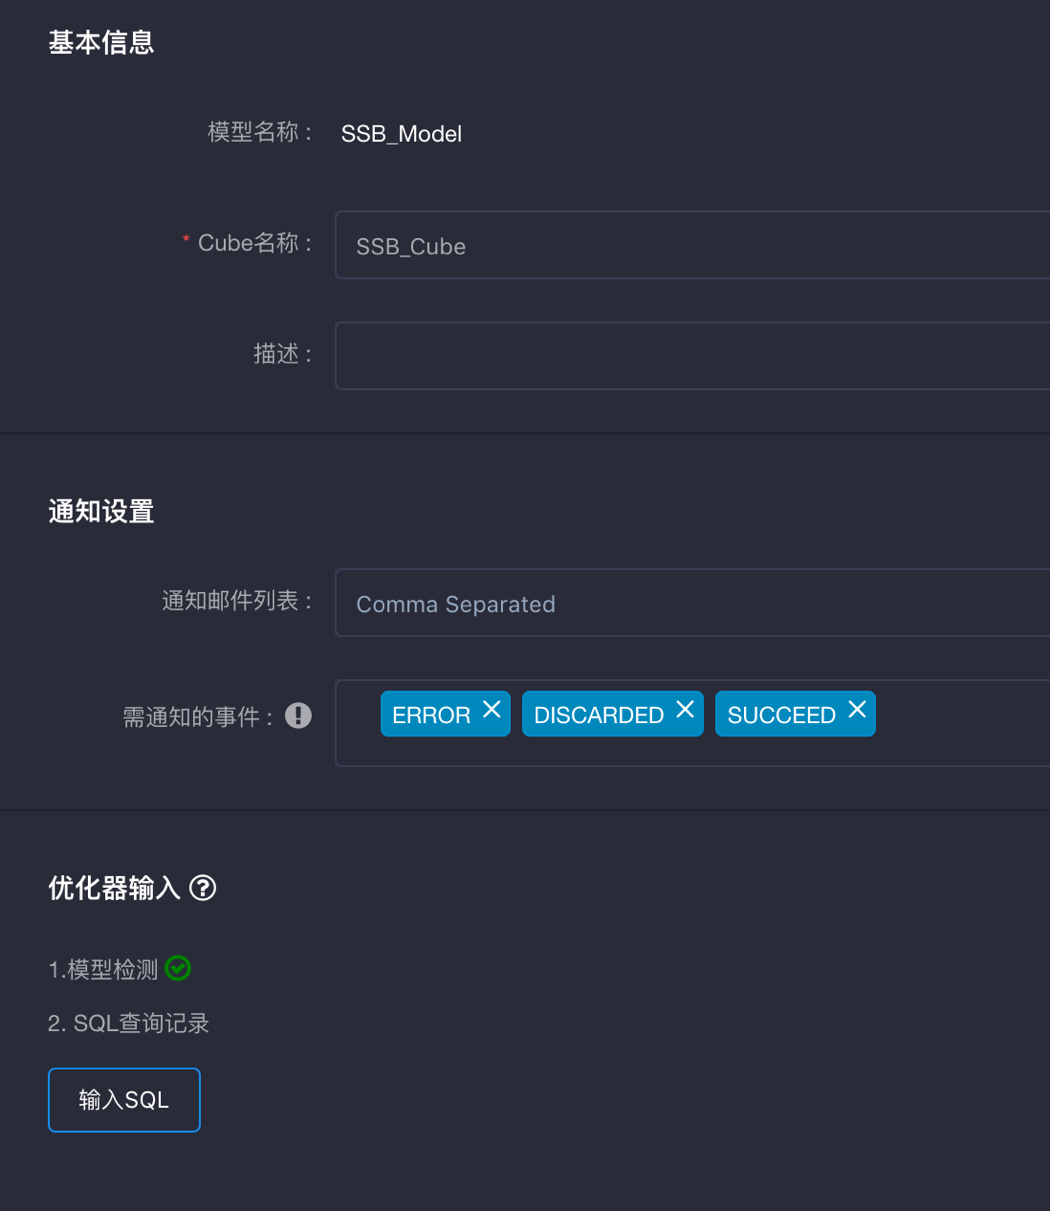 基本信息
模型名称： SSB_Model
* Cube名称： SSB_Cube
描述：
通知设置
通知邮件列表： Comma Separated
需通知的事件： ERROR DISCARDED SUCCEED
优化器输入
1.模型检测
2. SQL查询记录
输入SQL